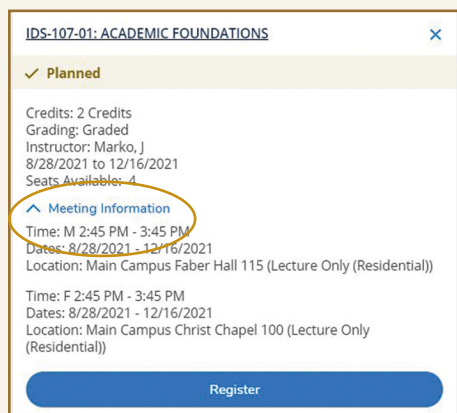 IDS-107-01: ACADEMIC FOUNDATIONS
Planned
Credits: 2 Credits
Grading: Graded
Instructor: Marko, J
8/28/2021 to 12/16/2021
Seats Available: -4
Meeting Information
Time: M 2:45 PM - 3:45 PM
Dates: 8/28/2021 - 12/16/2021
Location: Main Campus Faber Hall 115 (Lecture Only (Residential))
Time: F 2:45 PM - 3:45 PM
Dates: 8/28/2021 - 12/16/2021
Location: Main Campus Christ Chapel 100 (Lecture Only
(Residential))
Register